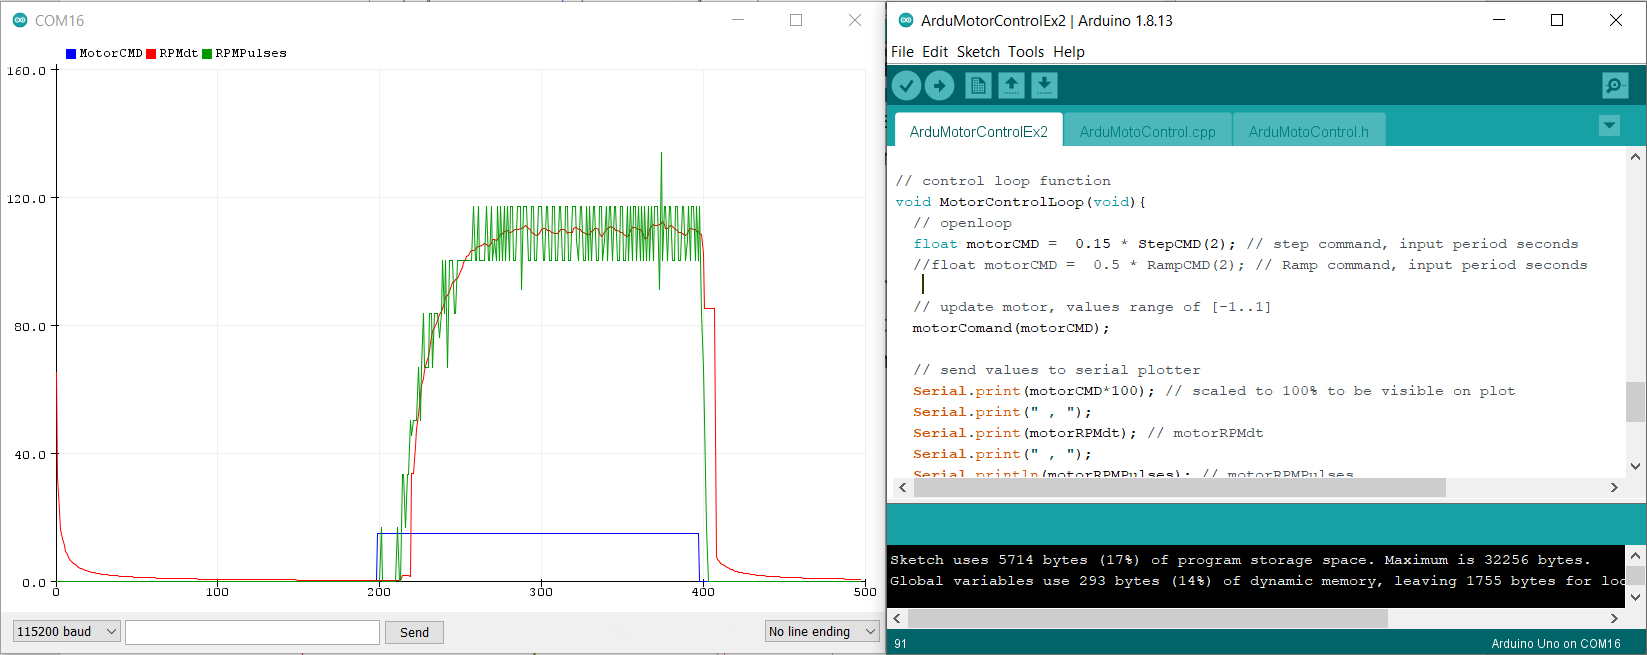 COM16
MotorCMD RPMdt RPMPulses
160.0
120.0
80.0
40.0
0.0
0 100 200 300 400 500
115200 baud Send No line ending
ArduMotorControlEx2 | Arduino 1.8.13
File Edit Sketch Tools Help
ArduMotorControlEx2 ArduMotoControl.cpp ArduMotoControl.h
// control loop function
void MotorControlLoop(void){
// openloop
float motorCMD = 0.15 * StepCMD(2); // step command, input period seconds
//float motorCMD = 0.5 * RampCMD(2); // Ramp command, input period seconds
// update motor, values range of [-1..1]
motorComand(motorCMD);
// send values to serial plotter
Serial.print(motorCMD*100); // scaled to 100% to be visible on plot
Serial.print(" , ");
Serial.print(motorRPMdt); // motorRPMdt
Serial.print(" , ");
Serial.println(motorRPMPulses); // motorRPMPulses
Sketch uses 5714 bytes (17%) of program storage space. Maximum is 32256 bytes.
Global variables use 293 bytes (14%) of dynamic memory, leaving 1755 bytes for loc
91 Arduino Uno on COM16